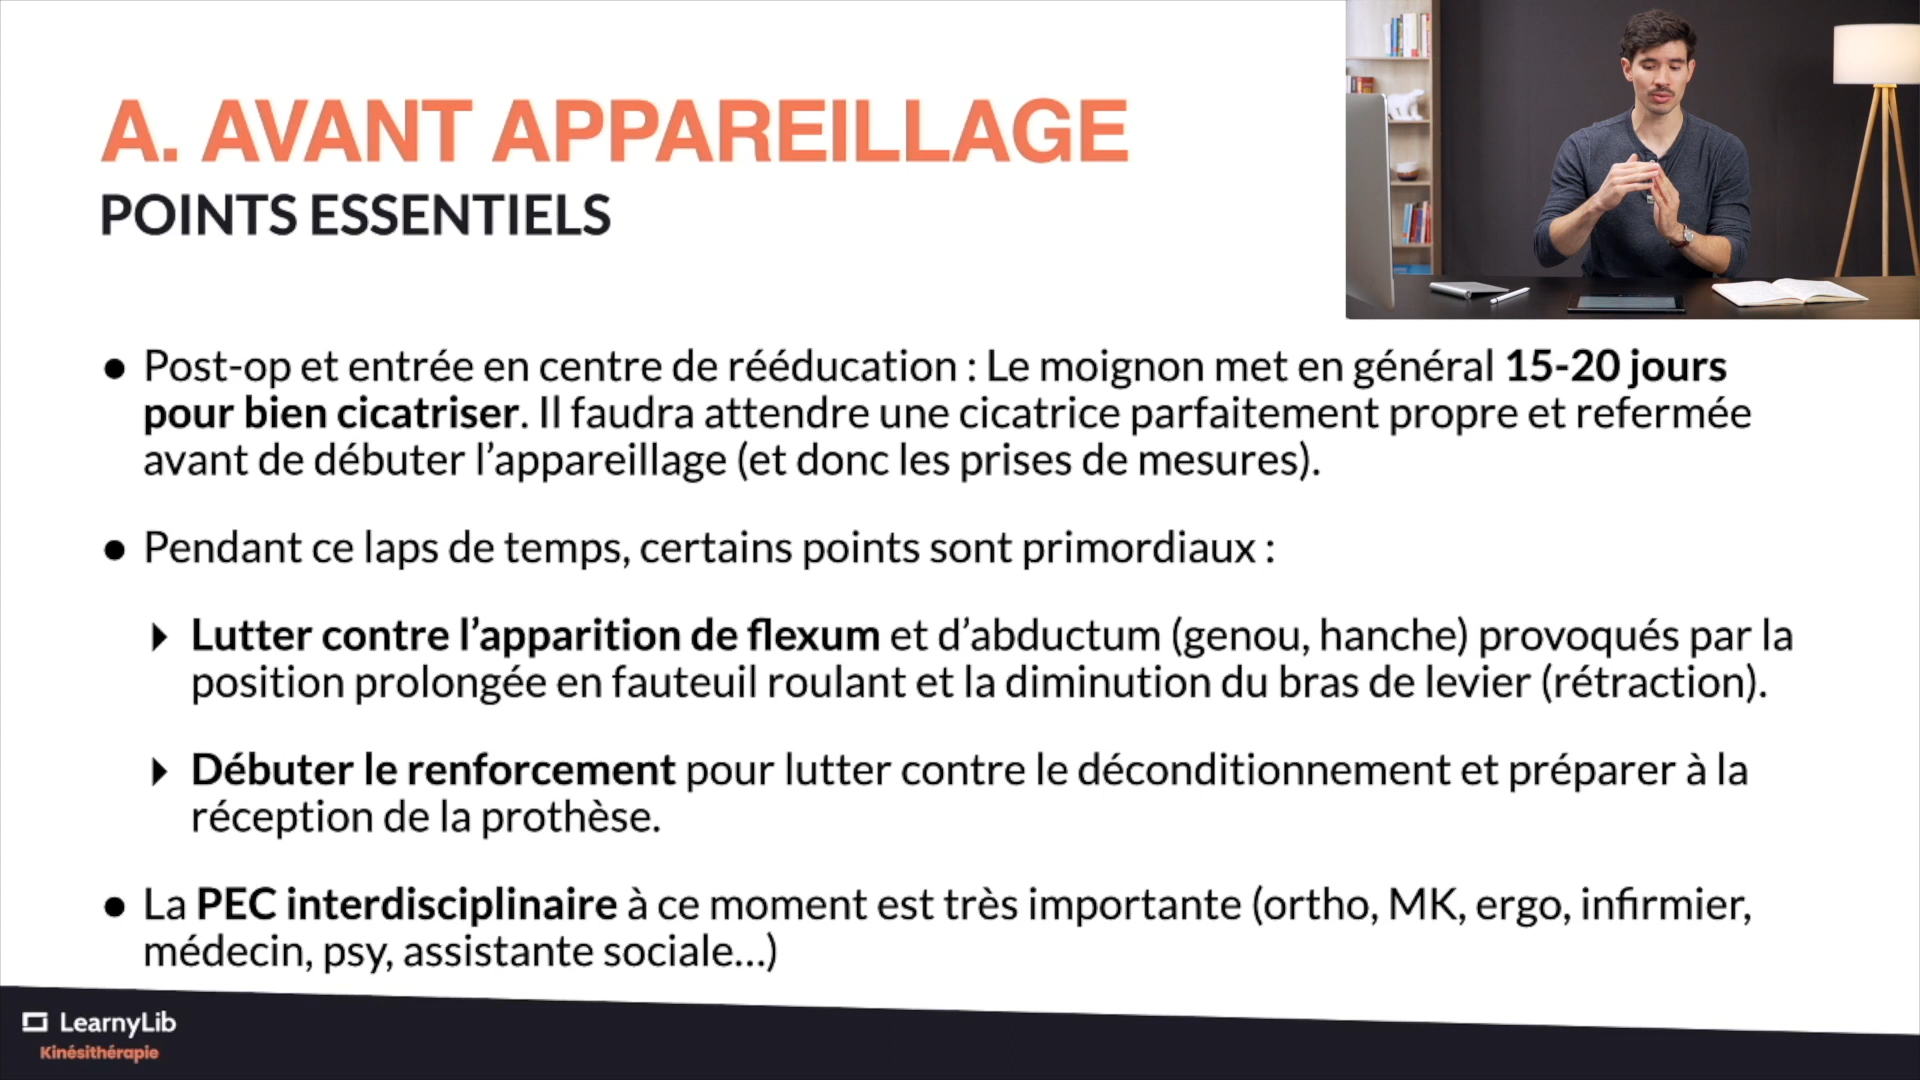 A. AVANT APPAREILLAGE
POINTS ESSENTIELS
● Post-op et entrée en centre de rééducation : Le moignon met en général 15-20 jours
pour bien cicatriser. Il faudra attendre une cicatrice parfaitement propre et refermée
avant de débuter l’appareillage (et donc les prises de mesures).
● Pendant ce laps de temps, certains points sont primordiaux :
‣ Lutter contre l’apparition de flexum et d’abductum (genou, hanche) provoqués par la
position prolongée en fauteuil roulant et la diminution du bras de levier (rétraction).
‣ Débuter le renforcement pour lutter contre le déconditionnement et préparer à la
réception de la prothèse.
● La PEC interdisciplinaire à ce moment est très importante (ortho, MK, ergo, infirmier,
médecin, psy, assistante sociale...)
LearnyLib
Kinésithérapie